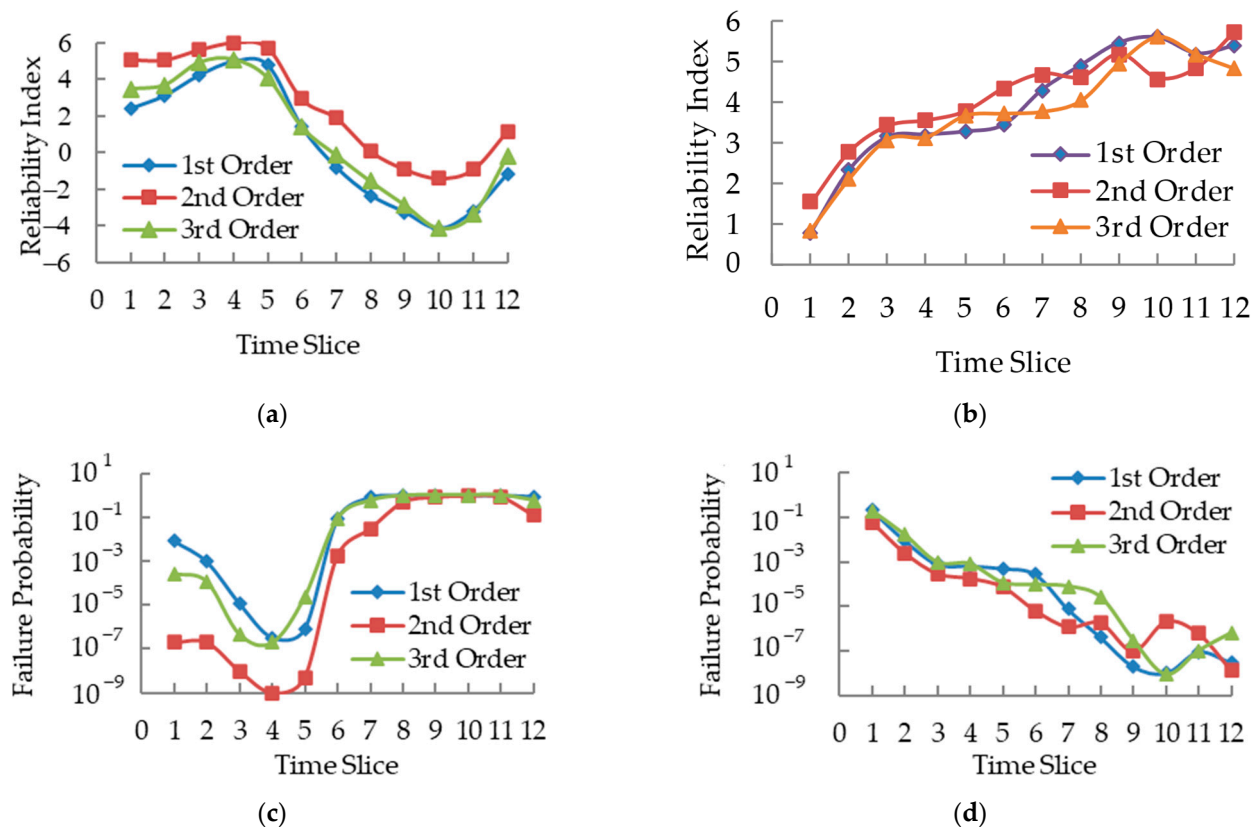 Reliability Index
6
4
2
0
−2
−4
−6
1st Order
2nd Order
3rd Order
0 1 2 3 4 5 6 7 8 9 10 11 12
Time Slice
(a)
Reliability Index
6
5
4
3
2
1
0
1st Order
2nd Order
3rd Order
0 1 2 3 4 5 6 7 8 9 10 11 12
Time Slice
(b)
Failure Probability
10^1
10^-1
10^-3
10^-5
10^-7
10^-9
1st Order
2nd Order
3rd Order
0 1 2 3 4 5 6 7 8 9 10 11 12
Time Slice
(c)
Failure Probability
10^1
10^-1
10^-3
10^-5
10^-7
10^-9
1st Order
2nd Order
3rd Order
0 1 2 3 4 5 6 7 8 9 10 11 12
Time Slice
(d)